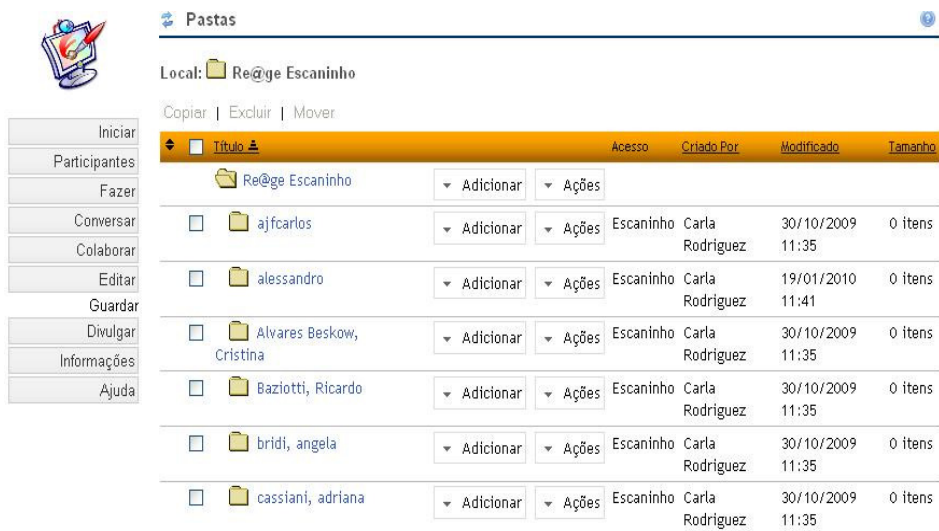 Pastas
Local: Re@ge Escaninho
Copiar | Excluir | Mover
Iniciar
Participantes
Fazer
Conversar
Colaborar
Editar
Guardar
Divulgar
Informações
Ajuda
Título Acesso Criado Por Modificado Tamanho
Re@ge Escaninho Adicionar Ações
ajfcarlos Adicionar Ações Escaninho Carla 30/10/2009 0 itens
Rodriguez 11:35
alessandro Adicionar Ações Escaninho Carla 19/01/2010 0 itens
Rodriguez 11:41
Alvares Beskow, Adicionar Ações Escaninho Carla 30/10/2009 0 itens
Cristina Rodriguez 11:35
Baziotti, Ricardo Adicionar Ações Escaninho Carla 30/10/2009 0 itens
Rodriguez 11:35
bridi, angela Adicionar Ações Escaninho Carla 30/10/2009 0 itens
Rodriguez 11:35
cassiani, adriana Adicionar Ações Escaninho Carla 30/10/2009 0 itens
Rodriguez 11:35